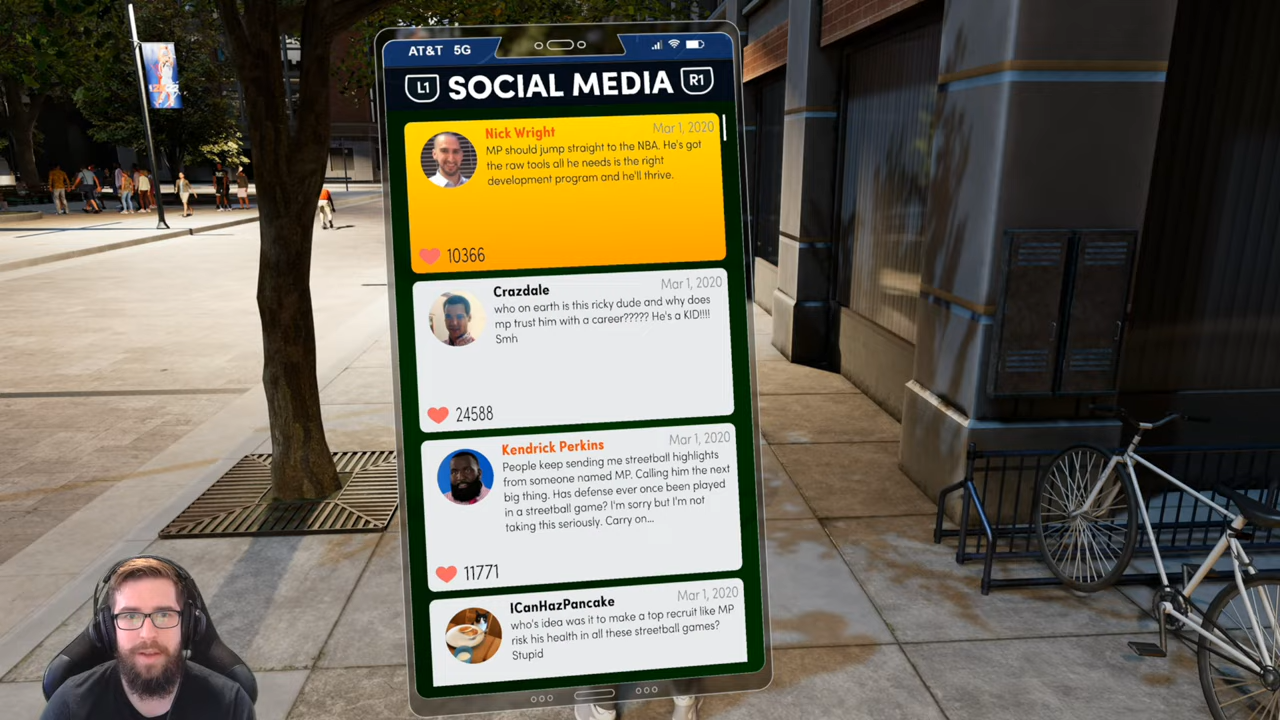 AT&T 5G
L1 SOCIAL MEDIA R1
Nick Wright Mar 1, 2020
MP should jump straight to the NBA. He's got
the raw tools all he needs is the right
development program and he'll thrive.
10366
Crazdale Mar 1, 2020
who on earth is this ricky dude and why does
mp trust him with a career????? He's a KID!!!!
Smh
24588
Kendrick Perkins Mar 1, 2020
People keep sending me streetball highlights
from someone named MP. Calling him the next
big thing. Has defense ever once been played
in a streetball game? I'm sorry but I'm not
taking this seriously. Carry on...
11771
ICanHazPancake Mar 1, 2020
who's idea was it to make a top recruit like MP
risk his health in all these streetball games?
Stupid